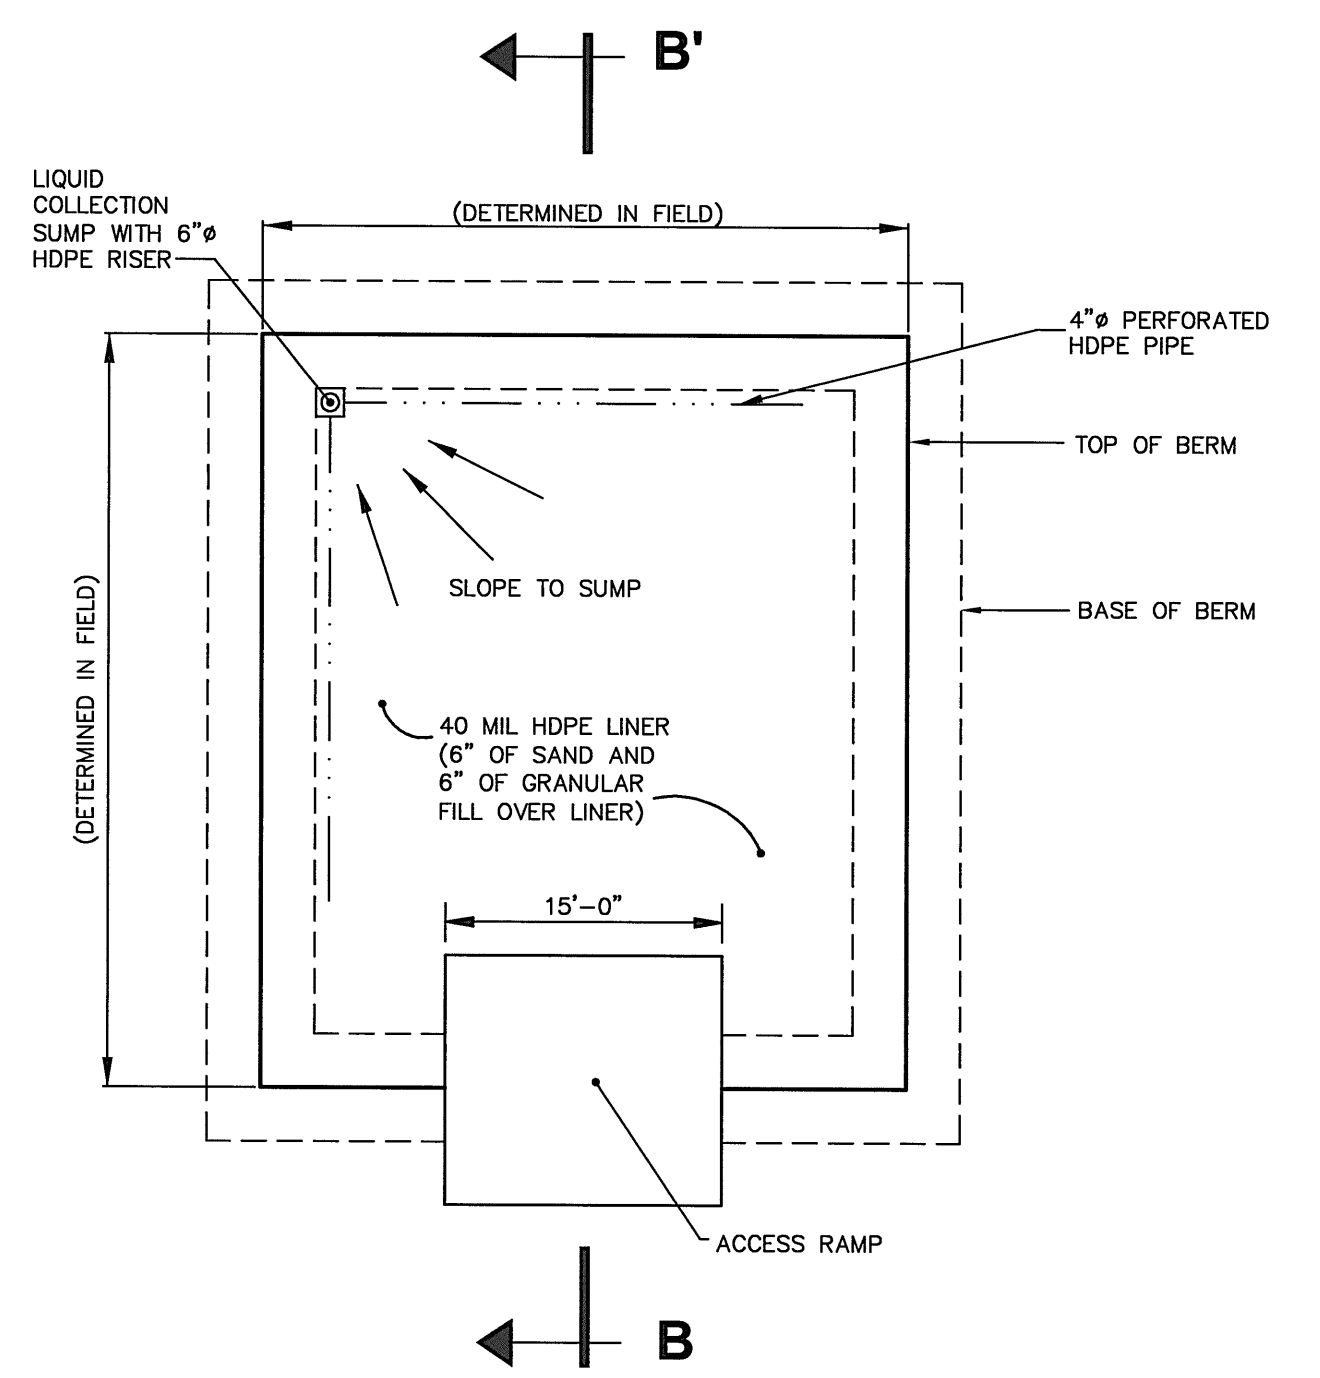 B'
LIQUID
COLLECTION
SUMP WITH 6"ø
HDPE RISER
(DETERMINED IN FIELD)
4"ø PERFORATED
HDPE PIPE
TOP OF BERM
SLOPE TO SUMP
BASE OF BERM
(DETERMINED IN FIELD)
40 MIL HDPE LINER
(6" OF SAND AND
6" OF GRANULAR
FILL OVER LINER)
15'-0"
ACCESS RAMP
B